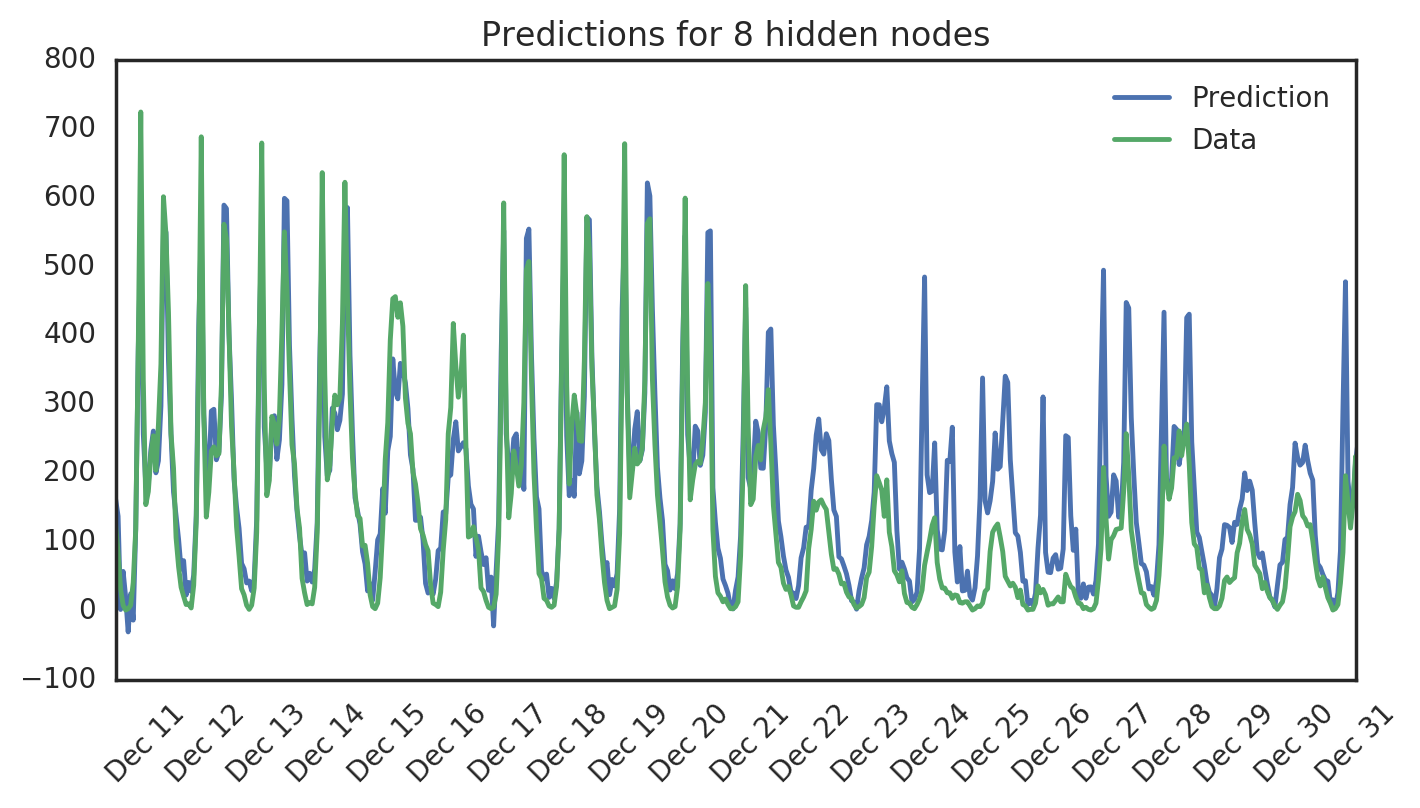 Predictions for 8 hidden nodes
800
700
600
500
400
300
200
100
0
−100
Prediction
Data
Dec 11
Dec 12
Dec 13
Dec 14
Dec 15
Dec 16
Dec 17
Dec 18
Dec 19
Dec 20
Dec 21
Dec 22
Dec 23
Dec 24
Dec 25
Dec 26
Dec 27
Dec 28
Dec 29
Dec 30
Dec 31